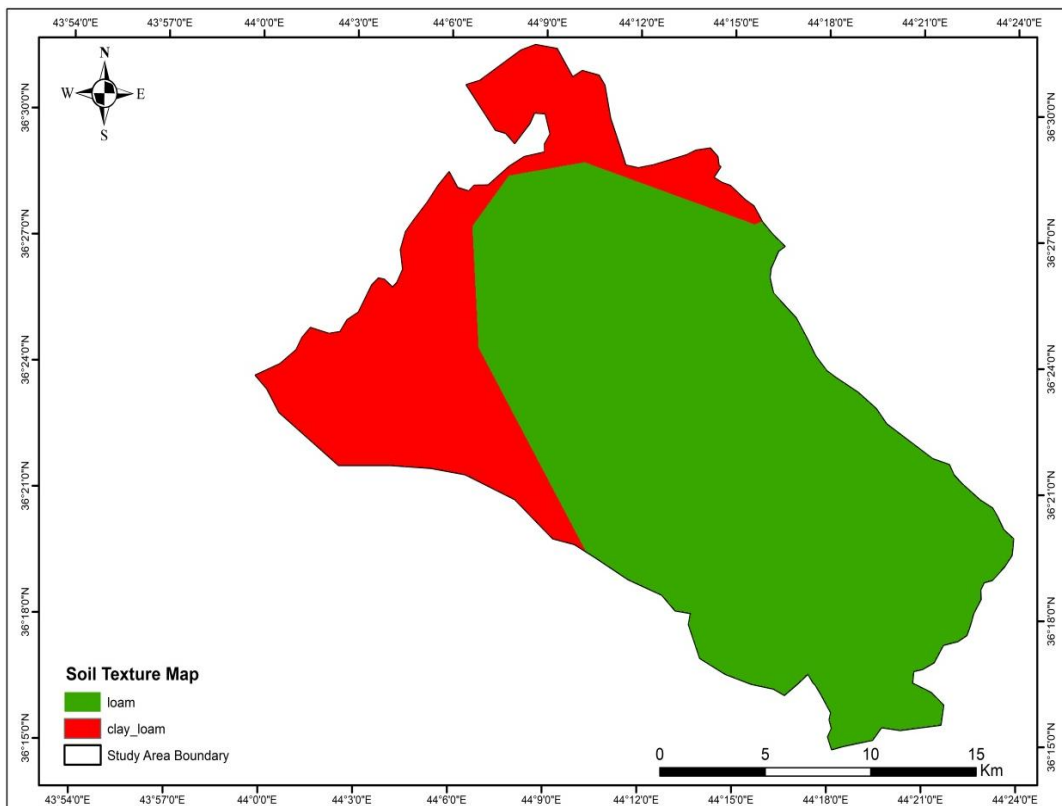 43°54'0"E 43°57'0"E 44°0'0"E 44°3'0"E 44°6'0"E 44°9'0"E 44°12'0"E 44°15'0"E 44°18'0"E 44°21'0"E 44°24'0"E
N
W E
S
36°30'0"N 36°30'0"N
36°27'0"N 36°27'0"N
36°24'0"N 36°24'0"N
36°21'0"N 36°21'0"N
36°18'0"N 36°18'0"N
36°15'0"N 36°15'0"N
Soil Texture Map
loam
clay_loam
Study Area Boundary
0 5 10 15
Km
43°54'0"E 43°57'0"E 44°0'0"E 44°3'0"E 44°6'0"E 44°9'0"E 44°12'0"E 44°15'0"E 44°18'0"E 44°21'0"E 44°24'0"E